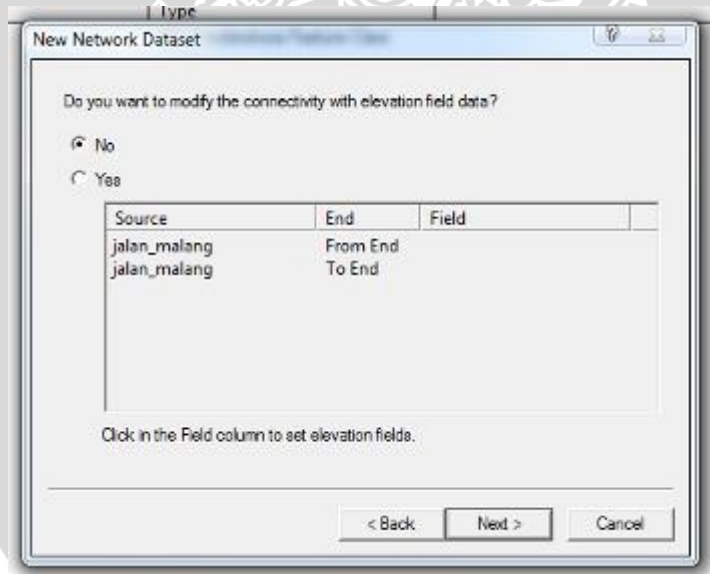 Type
New Network Dataset
Do you want to modify the connectivity with elevation field data?
No
Yes
Source End Field
jalan_malang From End
jalan_malang To End
Click in the Field column to set elevation fields.
< Back Next > Cancel